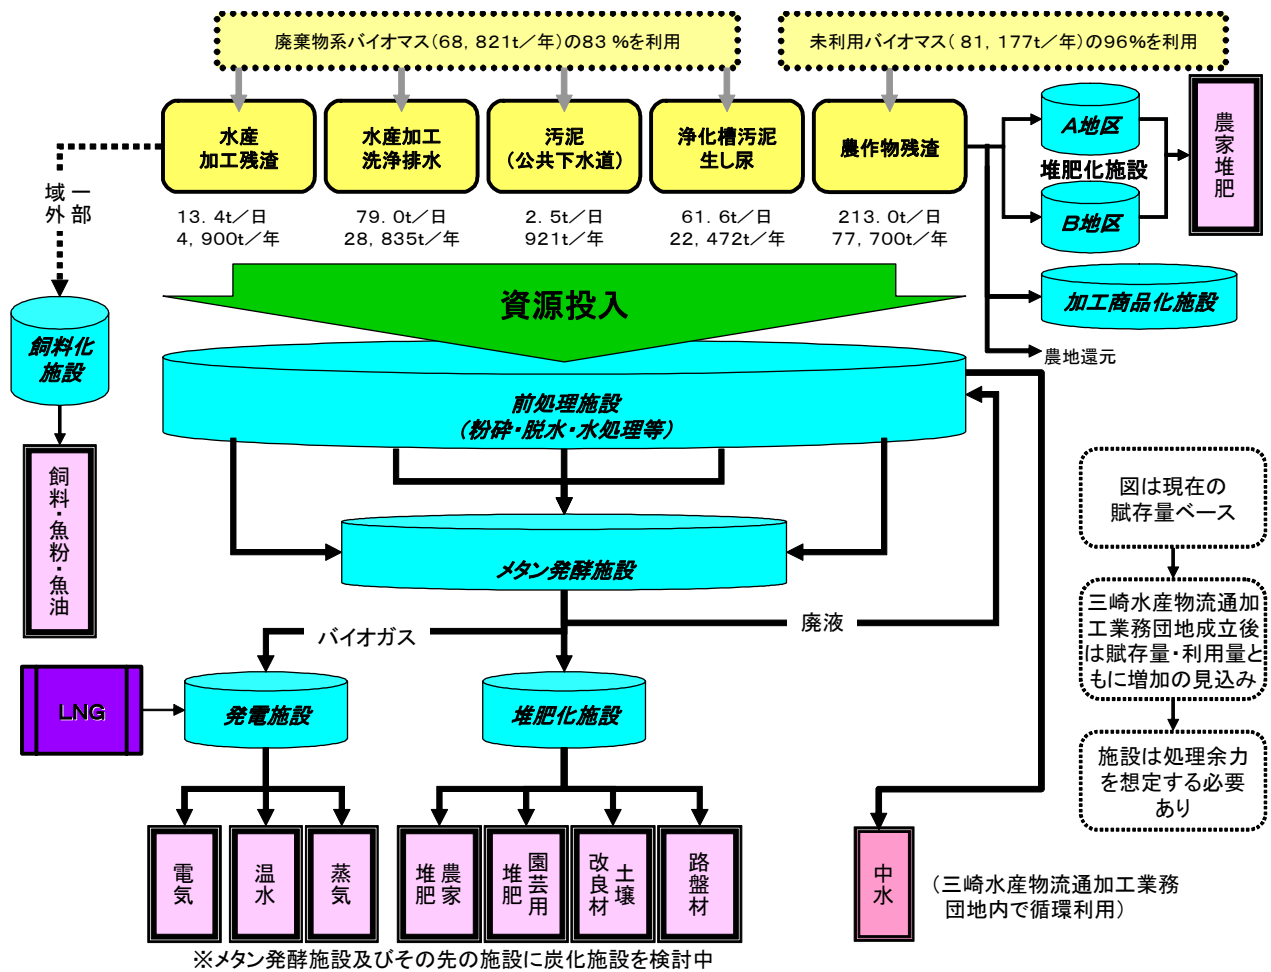 廃棄物系バイオマス(68，821t／年)の83％を利用
未利用バイオマス(81，177t／年)の96%を利用
水産
加工残渣
水産加工
洗浄排水
汚泥
(公共下水道)
浄化槽汚泥
生し尿
農作物残渣
A地区
堆肥化施設
B地区
農家堆肥
13．4t／日
4，900t／年
79．0t／日
28，835t／年
2．5t／日
921t／年
61．6t／日
22，472t／年
213．0t／日
77，700t／年
一部
域外
資源投入
加工商品化施設
農地還元
飼料化
施設
前処理施設
(粉砕・脱水・水処理等)
飼料・魚粉・魚油
メタン発酵施設
図は現在の
賦存量ベース
三崎水産物流通加
工業務団地成立後
は賦存量・利用量と
もに増加の見込み
施設は処理余力
を想定する必要
あり
バイオガス
廃液
LNG
発電施設
堆肥化施設
電気
温水
蒸気
農家
堆肥
園芸用
堆肥
土壌
改良材
路盤材
中水
(三崎水産物流通加工業務
団地内で循環利用)
※メタン発酵施設及びその先の施設に炭化施設を検討中